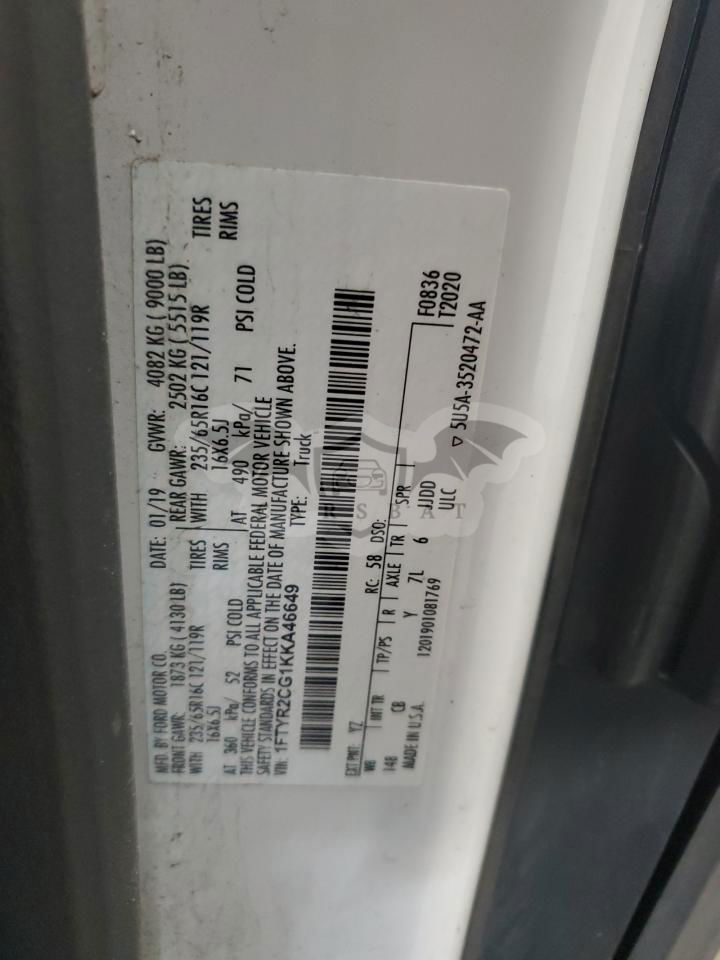 MFD. BY FORD MOTOR CO. DATE: 01/19 GVWR: 4082 KG ( 9000 LB)
FRONT GAWR: 1873 KG ( 4130 LB) REAR GAWR: 2502 KG ( 5515 LB)
WITH 235/65R16C 121/119R TIRES WITH 235/65R16C 121/119R TIRES
16X6.5J RIMS 16X6.5J RIMS
AT 360 kPa/ 52 PSI COLD AT 490 kPa/ 71 PSI COLD
THIS VEHICLE CONFORMS TO ALL APPLICABLE FEDERAL MOTOR VEHICLE
SAFETY STANDARDS IN EFFECT ON THE DATE OF MANUFACTURE SHOWN ABOVE.
VIN: 1FTYR2CG1KKA46649 TYPE: Truck
EXT PNT: YZ RC: 58 DSO: F0836
WB INT TR TP/PS R AXLE TR SPR T2020
148 CB Y 7L 6 JJDD
MADE IN U.S.A. 1201901081769 ULC ▽ 5U5A-3520472-AA
RSBAT